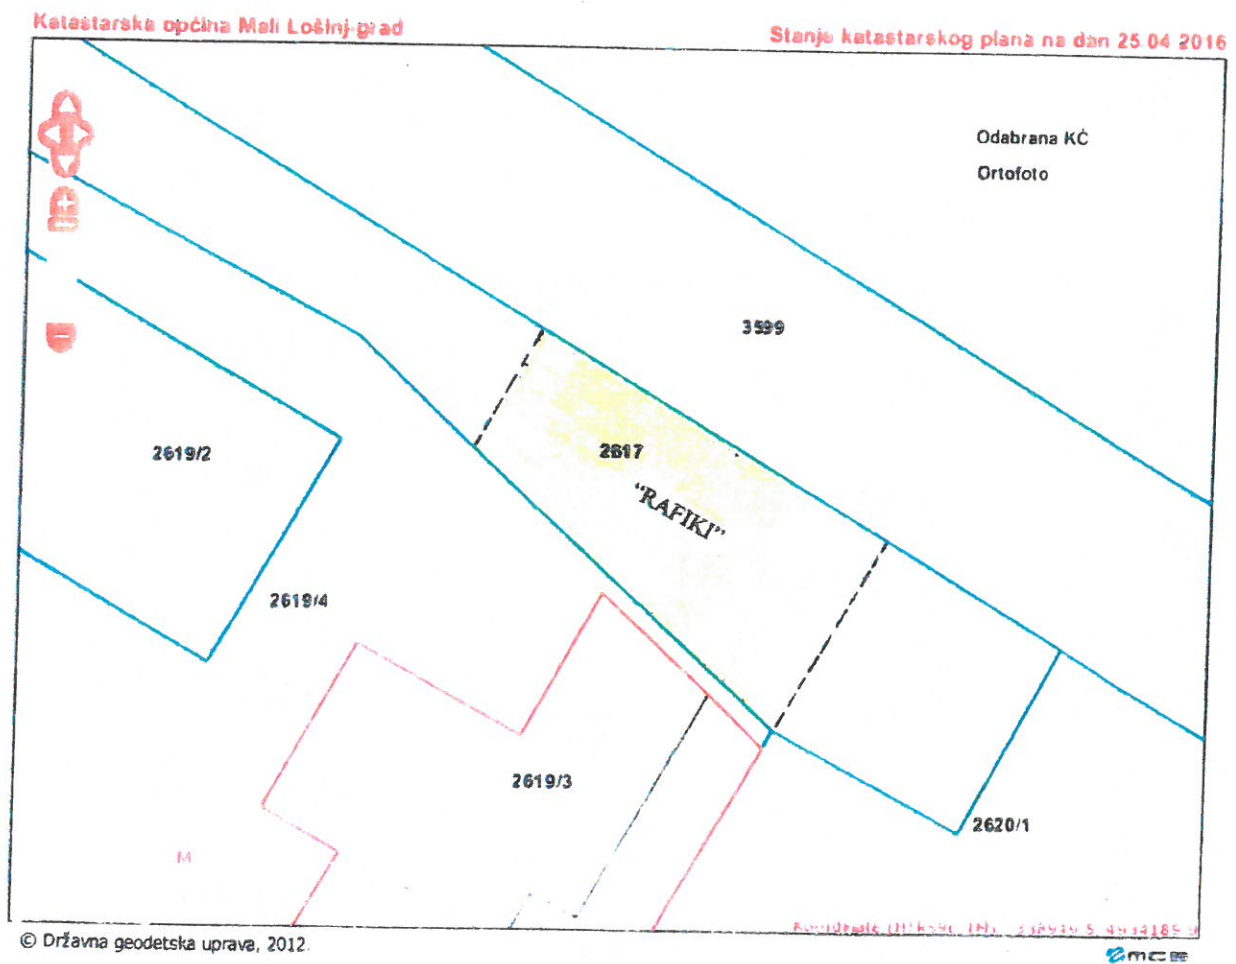 Katastarska općina Mali Lošinj-grad
Stanje katastarskog plana na dan 25.04.2016
Odabrana KČ
Ortofoto
3599
2617
"RAFIKI"
2619/2
2619/4
2619/3
2620/1
M
© Državna geodetska uprava, 2012.